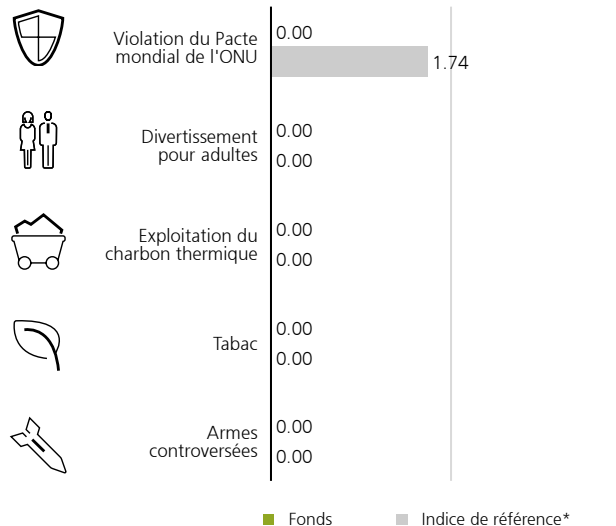 Violation du Pacte
mondial de l'ONU
0.00
1.74
Divertissement
pour adultes
0.00
0.00
Exploitation du
charbon thermique
0.00
0.00
Tabac
0.00
0.00
Armes
controversées
0.00
0.00
Fonds
Indice de référence*